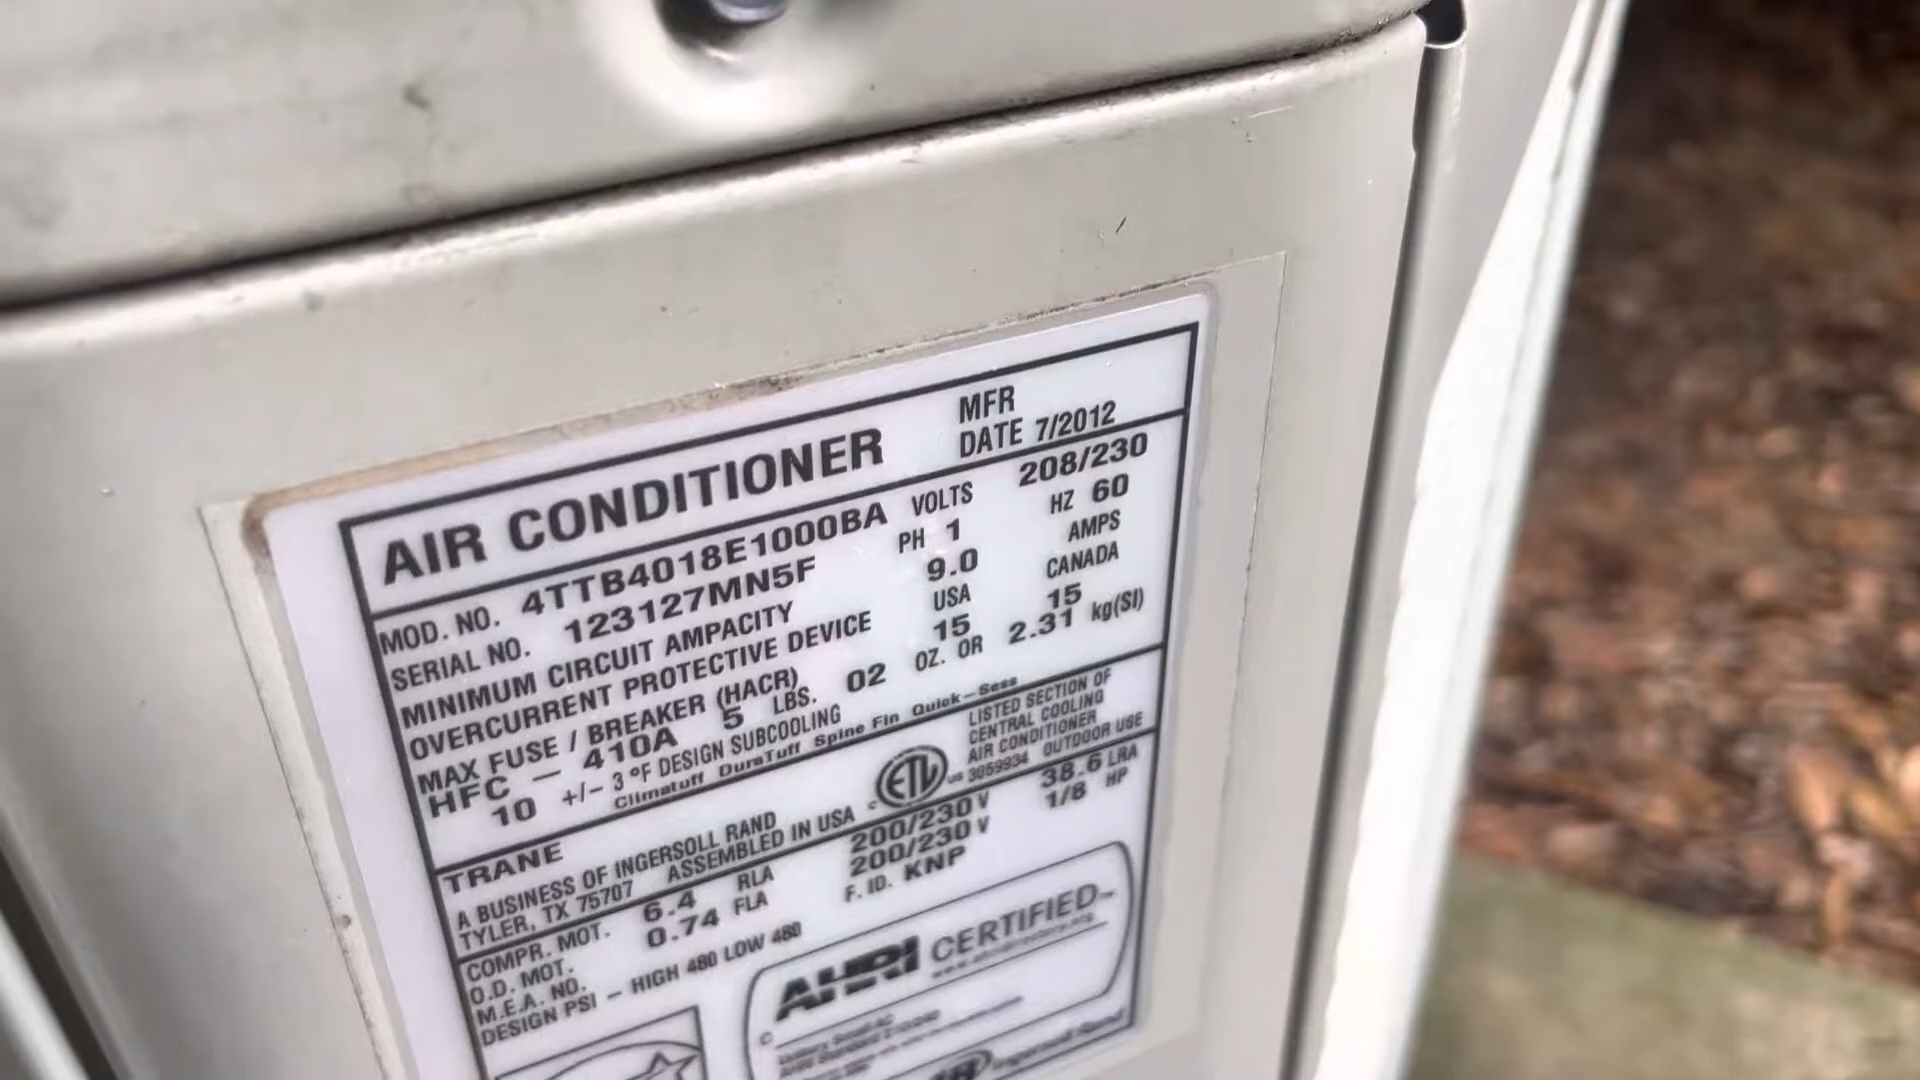 MFR
AIR CONDITIONER DATE 7/2012
MOD. NO. 4TTB4018E1000BA VOLTS 208/230
SERIAL NO. 123127MN5F PH 1 HZ 60
MINIMUM CIRCUIT AMPACITY 9.0 AMPS
OVERCURRENT PROTECTIVE DEVICE USA CANADA
MAX FUSE / BREAKER (HACR) 15 15
HFC - 410A 5 LBS. 02 OZ. OR 2.31 kg(SI)
10 +/- 3 °F DESIGN SUBCOOLING
Climatuff DuraTuff Spine Fin Quick-Sess
TRANE
A BUSINESS OF INGERSOLL RAND
TYLER, TX 75707 ASSEMBLED IN USA
C ETL US
LISTED SECTION OF
CENTRAL COOLING
AIR CONDITIONER
3059934 OUTDOOR USE
COMPR. MOT. 6.4 RLA 200/230 V 38.6 LRA
O.D. MOT. 0.74 FLA 200/230 V 1/8 HP
M.E.A. NO. F. ID. KNP
DESIGN PSI - HIGH 480 LOW 480
AHRI CERTIFIED
Ingersoll Rand